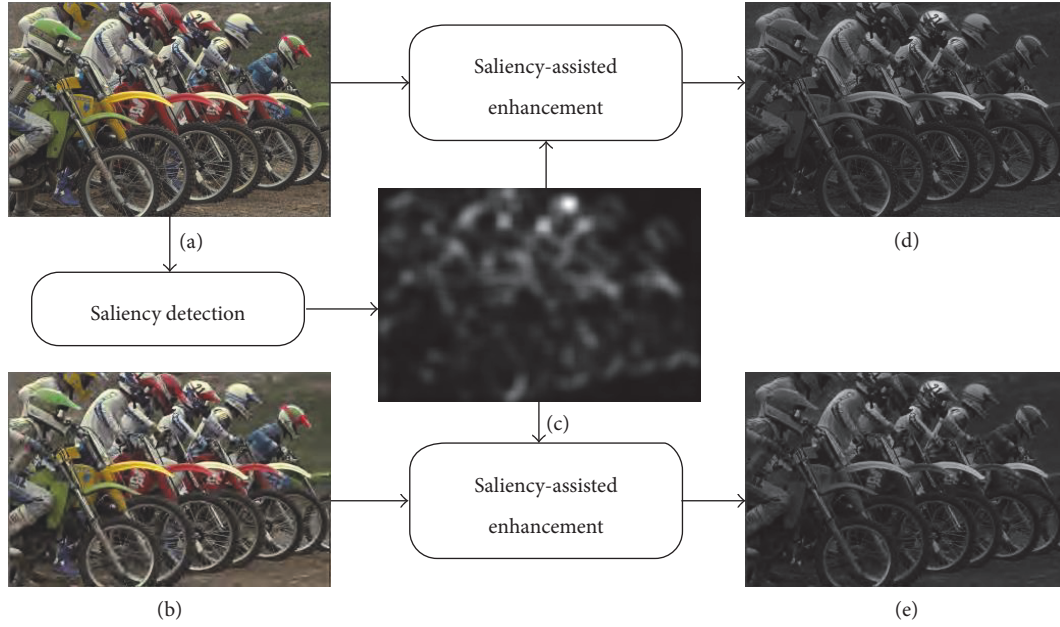 Saliency-assisted
enhancement
(a)
(d)
Saliency detection
(c)
Saliency-assisted
enhancement
(b)
(e)